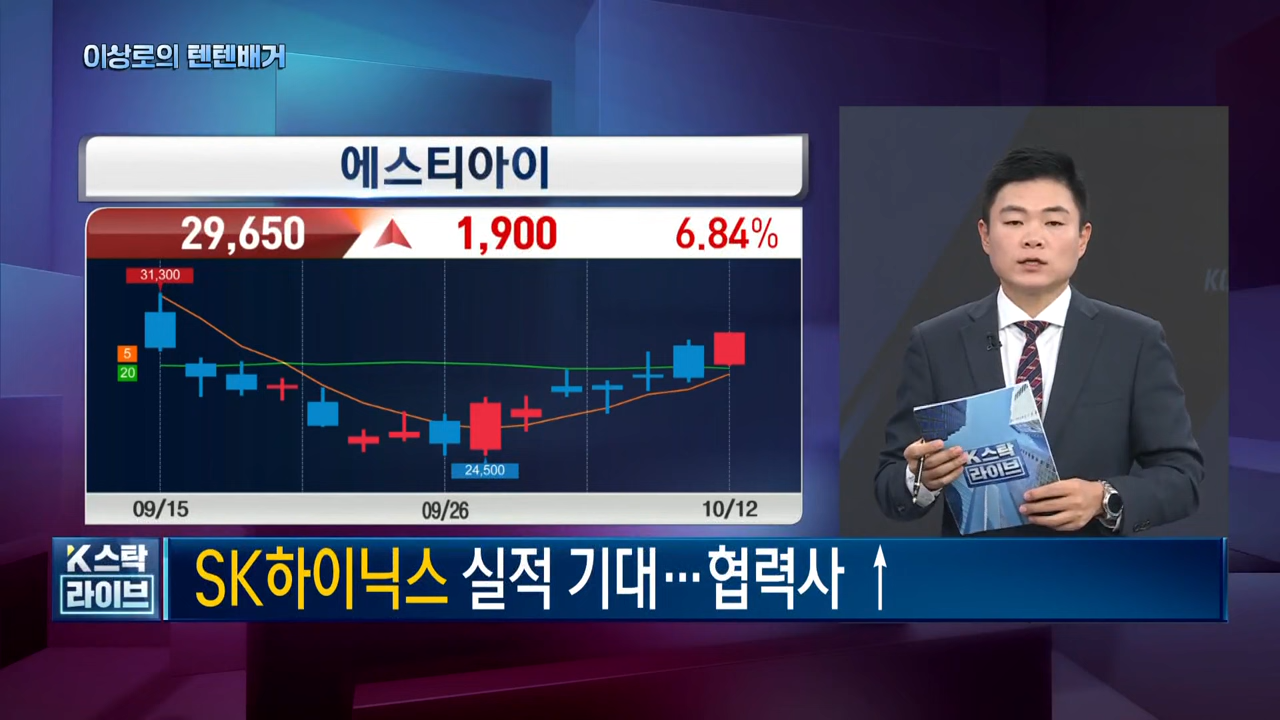 이상로의 텐텐배거
에스티아이
29,650 ▲ 1,900 6.84%
31,300
5
20
24,500
09/15 09/26 10/12
K스탁
라이브
K스탁
라이브
SK하이닉스 실적 기대…협력사 ↑